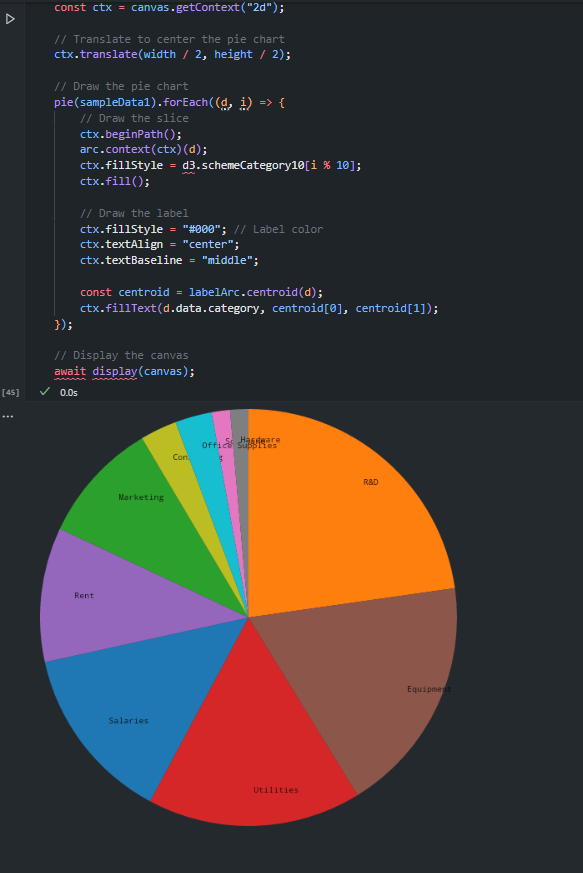 const ctx = canvas.getContext("2d");
// Translate to center the pie chart
ctx.translate(width / 2, height / 2);
// Draw the pie chart
pie(sampleData1).forEach((d, i) => {
// Draw the slice
ctx.beginPath();
arc.context(ctx)(d);
ctx.fillStyle = d3.schemeCategory10[i % 10];
ctx.fill();
// Draw the label
ctx.fillStyle = "#000"; // Label color
ctx.textAlign = "center";
ctx.textBaseline = "middle";
const centroid = labelArc.centroid(d);
ctx.fillText(d.data.category, centroid[0], centroid[1]);
});
// Display the canvas
await display(canvas);
[45]
0.0s
...
Hardware
Office Supplies
R&D
Marketing
Rent
Equipment
Salaries
Utilities